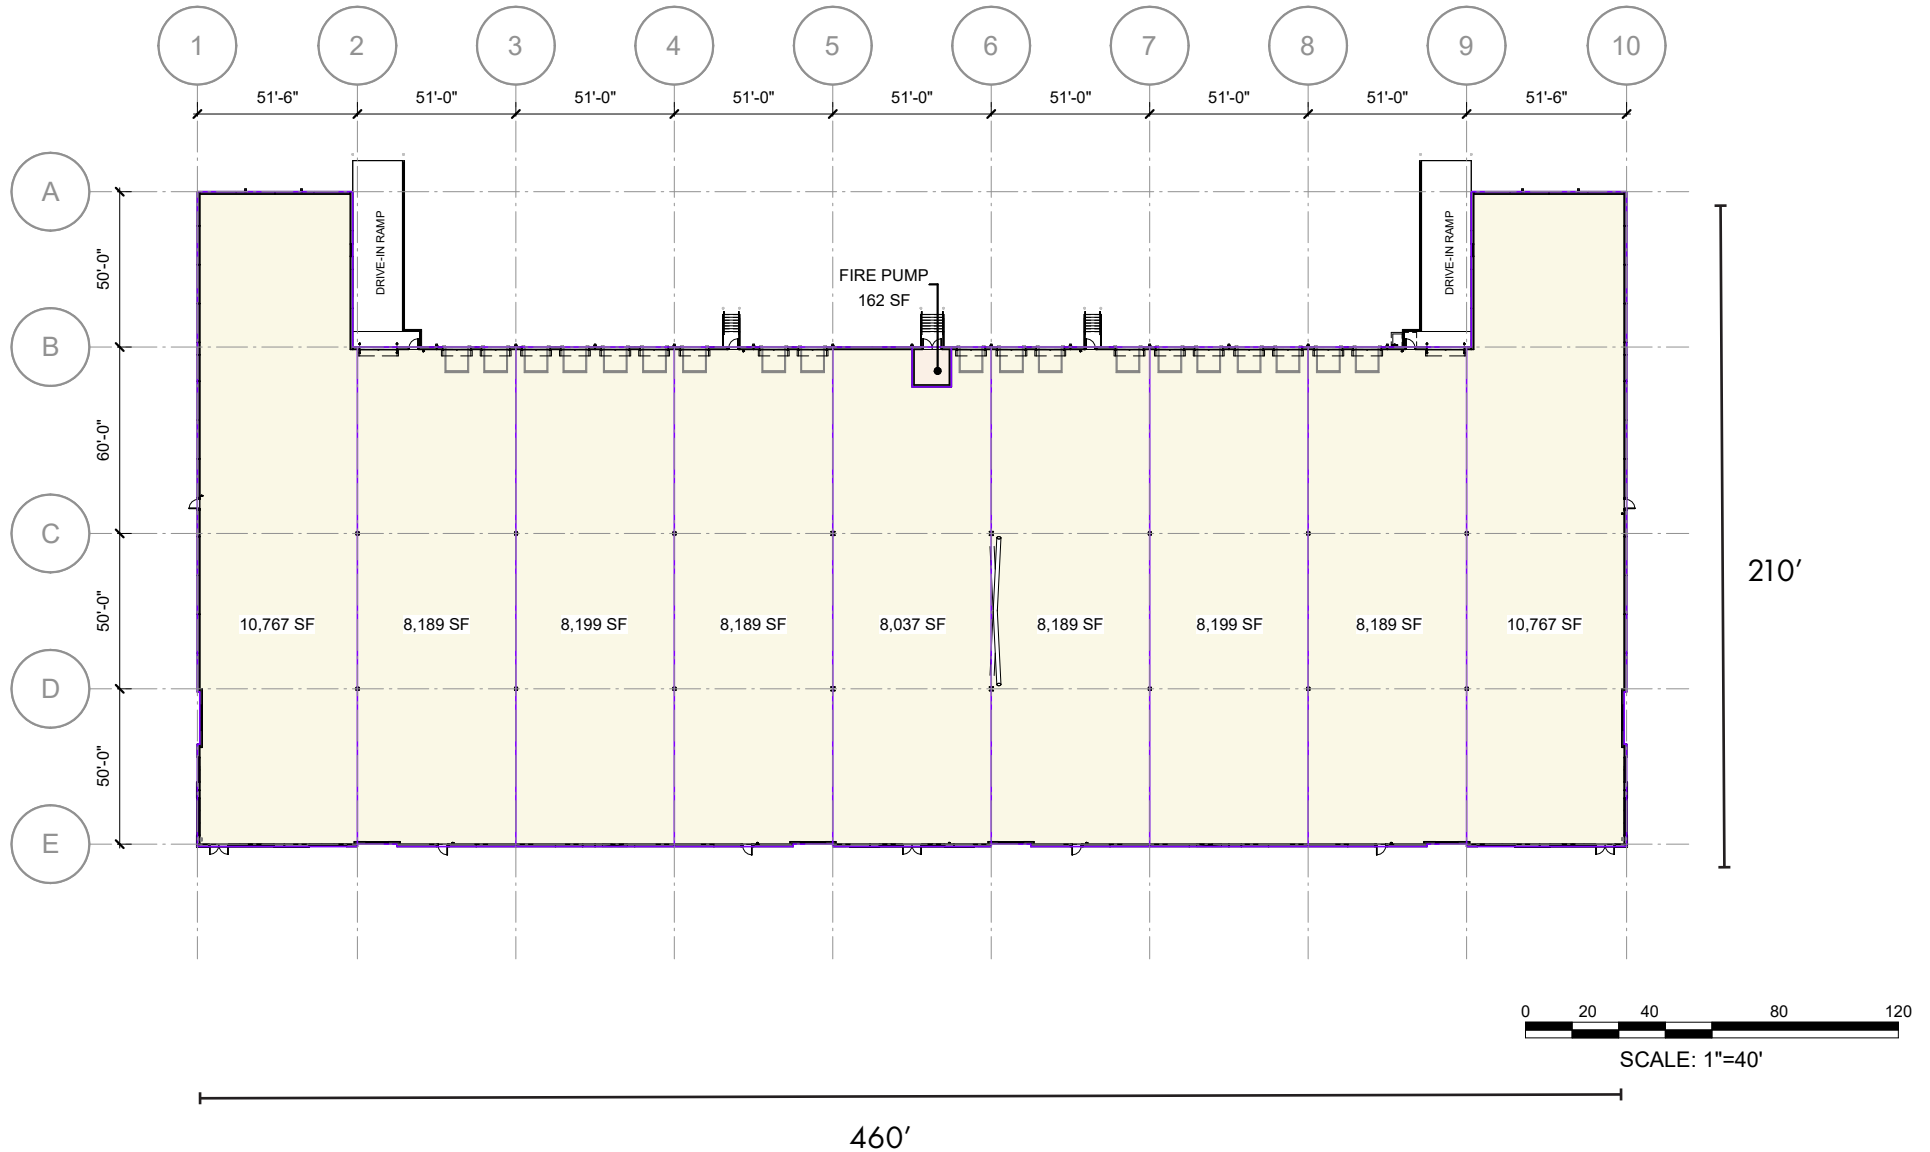 1 2 3 4 5 6 7 8 9 10
51'-6" 51'-0" 51'-0" 51'-0" 51'-0" 51'-0" 51'-0" 51'-0" 51'-6"
A
50'-0"
DRIVE-IN RAMP
DRIVE-IN RAMP
FIRE PUMP
162 SF
B
60'-0"
C
50'-0"
210'
10,767 SF 8,189 SF 8,199 SF 8,189 SF 8,037 SF 8,189 SF 8,199 SF 8,189 SF 10,767 SF
D
50'-0"
E
0 20 40 80 120
SCALE: 1"=40'
460'